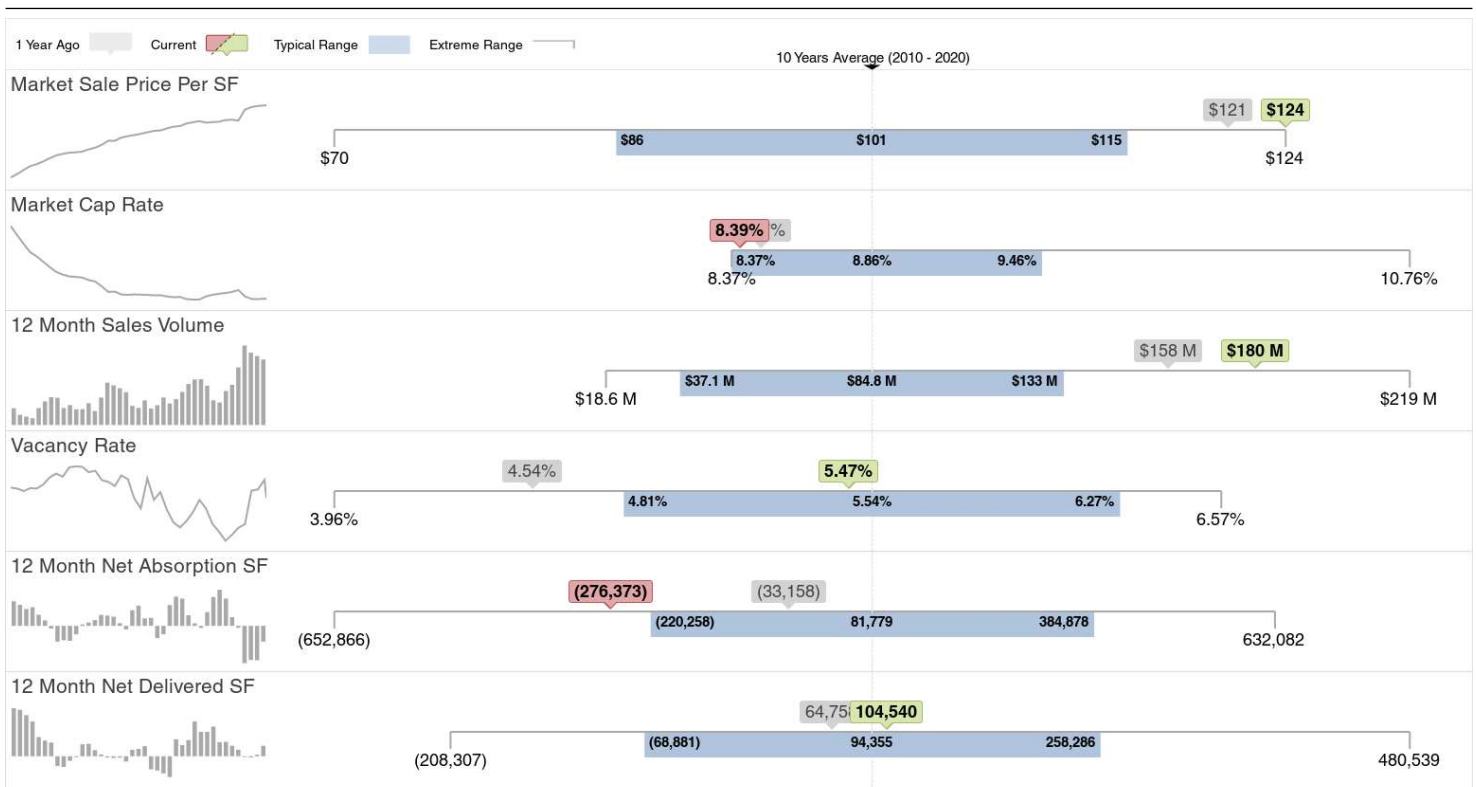 1 Year Ago Current Typical Range Extreme Range
10 Years Average (2010 - 2020)
Market Sale Price Per SF
$121 $124
$86 $101 $115
$70 $124
Market Cap Rate
8.39% %
8.37% 8.86% 9.46%
8.37% 10.76%
12 Month Sales Volume
$158 M $180 M
$37.1 M $84.8 M $133 M
$18.6 M $219 M
Vacancy Rate
4.54% 5.47%
4.81% 5.54% 6.27%
3.96% 6.57%
12 Month Net Absorption SF
(276,373) (33,158)
(220,258) 81,779 384,878
(652,866) 632,082
12 Month Net Delivered SF
64,758 104,540
(68,881) 94,355 258,286
(208,307) 480,539